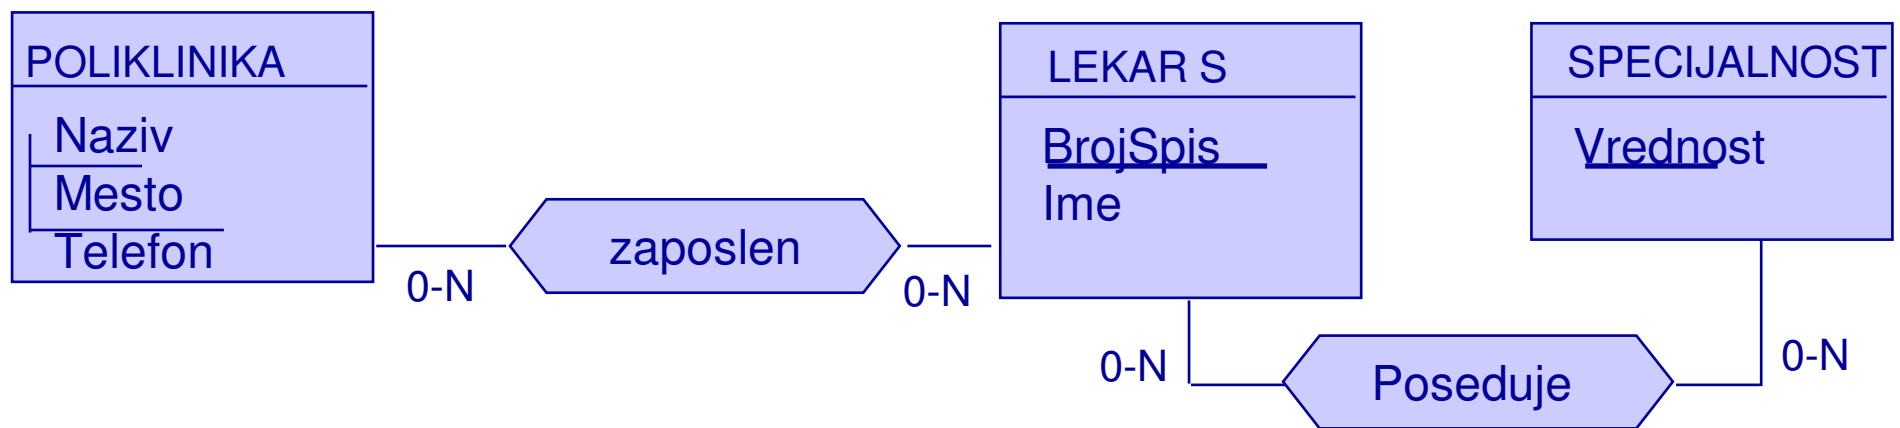 POLIKLINIKA
Naziv
Mesto
Telefon
0-N
zaposlen
0-N
LEKAR S
BrojSpis
Ime
0-N
Poseduje
0-N
SPECIJALNOST
Vrednost